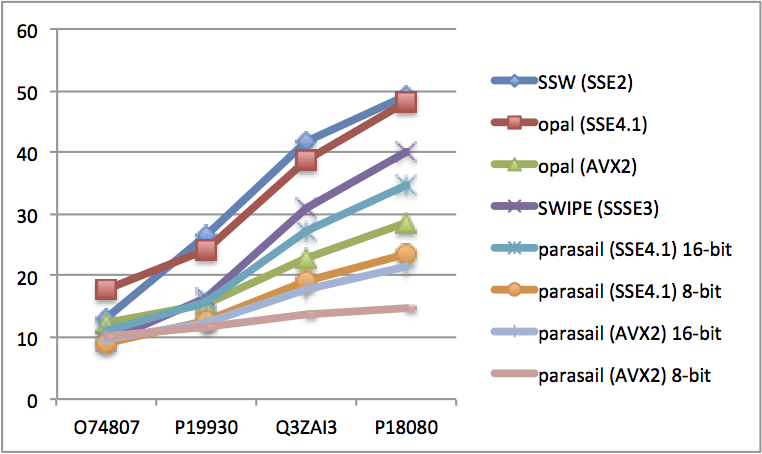 60
50
40
30
20
10
0
O74807 P19930 Q3ZAI3 P18080
SSW (SSE2)
opal (SSE4.1)
opal (AVX2)
SWIPE (SSSE3)
parasail (SSE4.1) 16-bit
parasail (SSE4.1) 8-bit
parasail (AVX2) 16-bit
parasail (AVX2) 8-bit